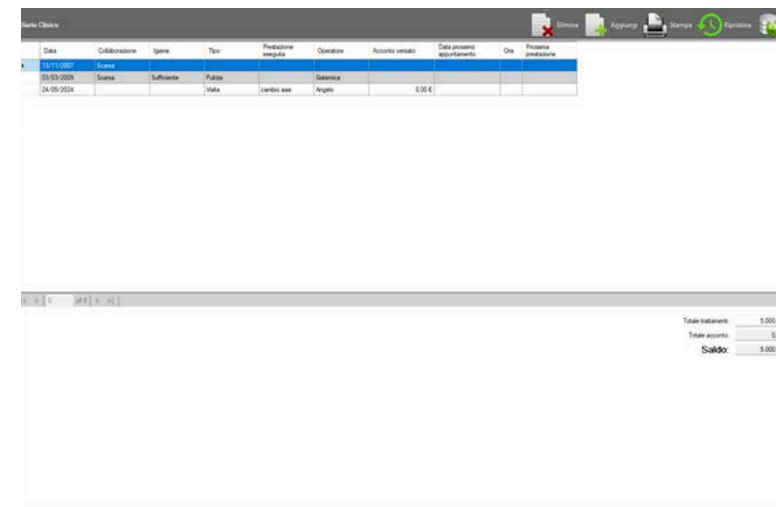 Diario Clinico
Elimina Aggiungi Stampa Ripristina
Data Collaborazione Igiene Tipo Prestazione eseguita Operatore Acconto versato Data prossimo appuntamento Ora Prossima prestazione
13/11/2007 Scarsa
03/03/2009 Scarsa Sufficiente Pulizia Sistemica
24/05/2024 Visita cambio Angelo 0,00 €
0 of 3
Totale trattamenti: 5.000
Totale acconto: 0
Saldo: 5.000